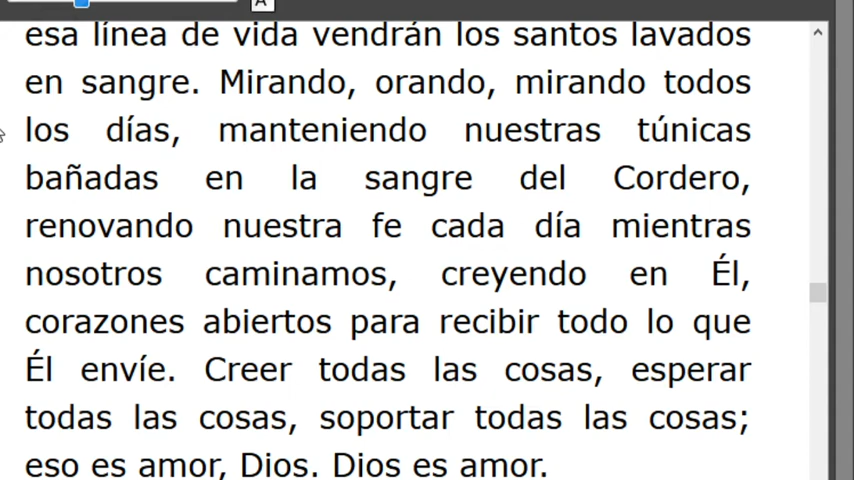 A
esa línea de vida vendrán los santos lavados
en sangre. Mirando, orando, mirando todos
los días, manteniendo nuestras túnicas
bañadas en la sangre del Cordero,
renovando nuestra fe cada día mientras
nosotros caminamos, creyendo en Él,
corazones abiertos para recibir todo lo que
Él envíe. Creer todas las cosas, esperar
todas las cosas, soportar todas las cosas;
eso es amor, Dios. Dios es amor.